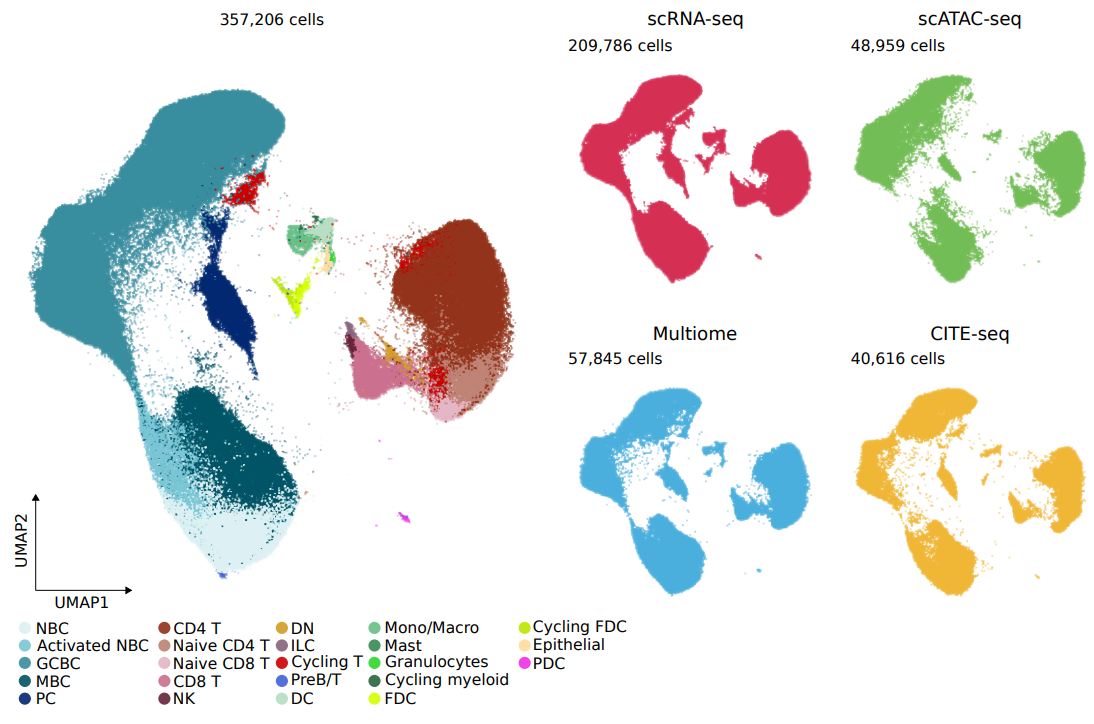 357,206 cells
scRNA-seq
209,786 cells
scATAC-seq
48,959 cells
Multiome
57,845 cells
CITE-seq
40,616 cells
UMAP2
UMAP1
NBC
Activated NBC
GCBC
MBC
PC
CD4 T
Naive CD4 T
Naive CD8 T
CD8 T
NK
DN
ILC
Cycling T
PreB/T
DC
Mono/Macro
Mast
Granulocytes
Cycling myeloid
FDC
Cycling FDC
Epithelial
PDC